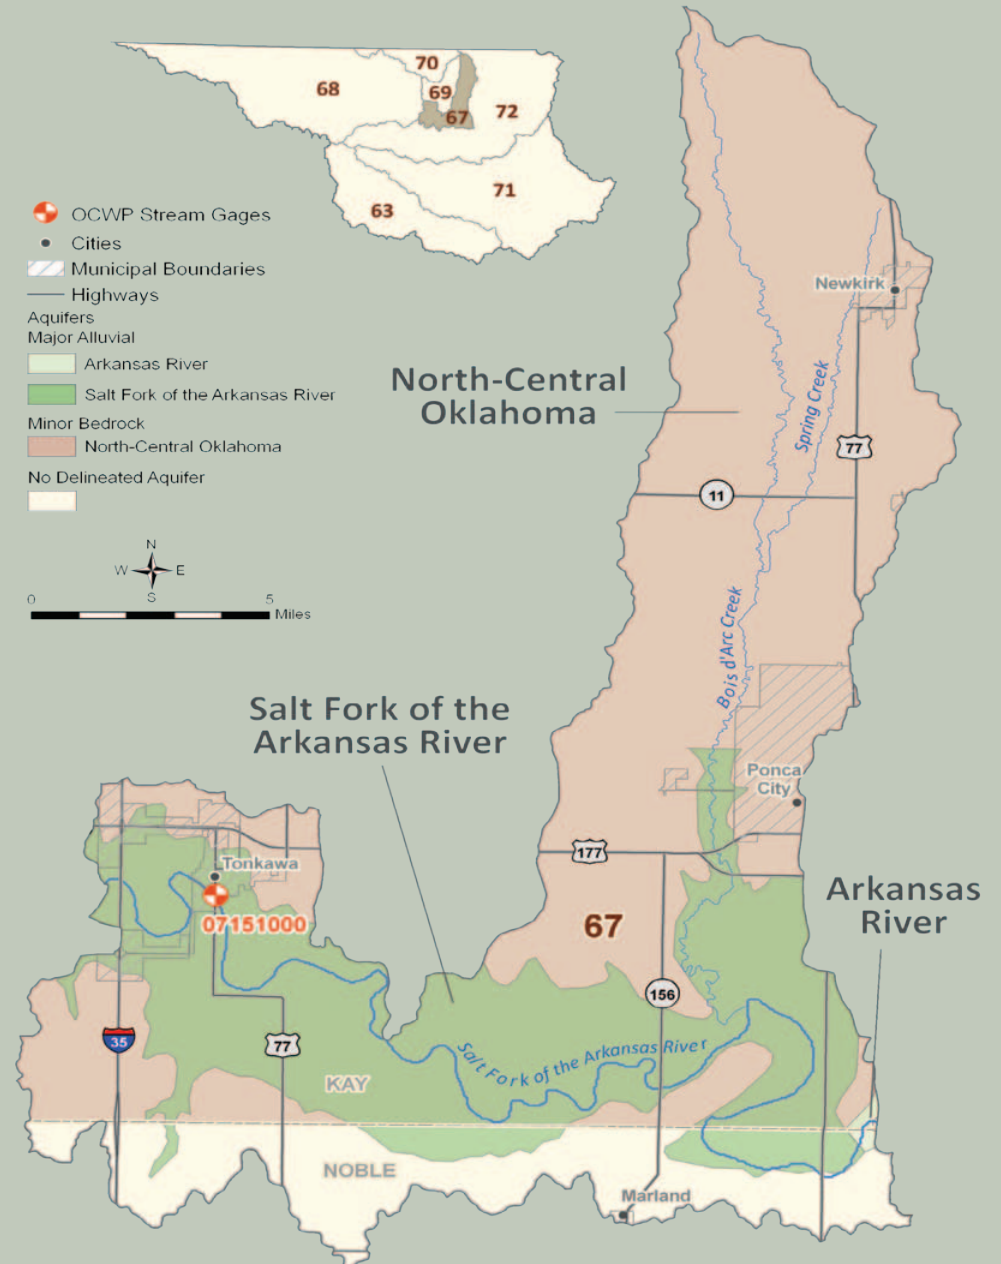 70
68
69
67
72
71
63
OCWP Stream Gages
Cities
Municipal Boundaries
Highways
Aquifers
Major Alluvial
Arkansas River
Salt Fork of the Arkansas River
Minor Bedrock
North-Central Oklahoma
No Delineated Aquifer
N
W
E
S
0
5
Miles
Newkirk
North-Central
Oklahoma
Spring Creek
77
11
Bois d'Arc Creek
Salt Fork of the
Arkansas River
Ponca
City
177
Tonkawa
07151000
67
Arkansas
River
156
35
77
Salt Fork of the Arkansas River
KAY
NOBLE
Marland